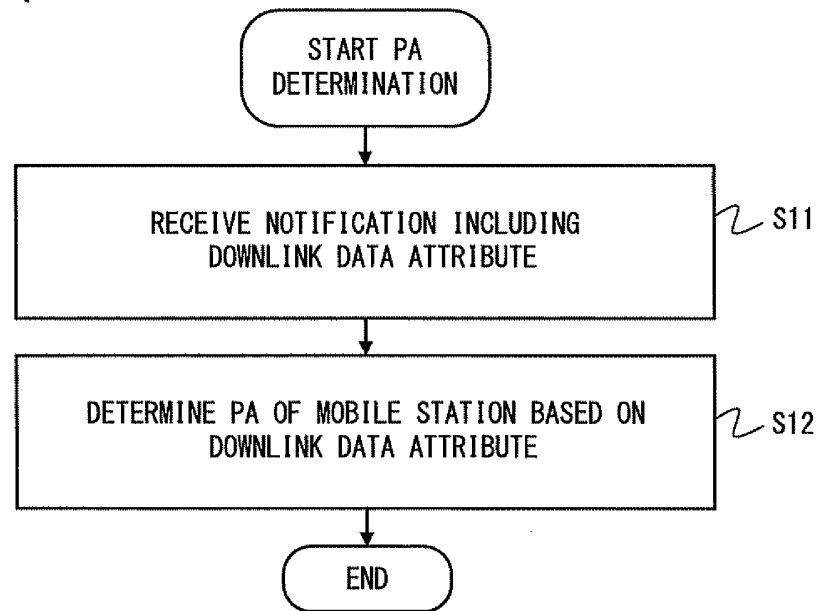 START PA
DETERMINATION
RECEIVE NOTIFICATION INCLUDING
DOWNLINK DATA ATTRIBUTE
S11
DETERMINE PA OF MOBILE STATION BASED ON
DOWNLINK DATA ATTRIBUTE
S12
END